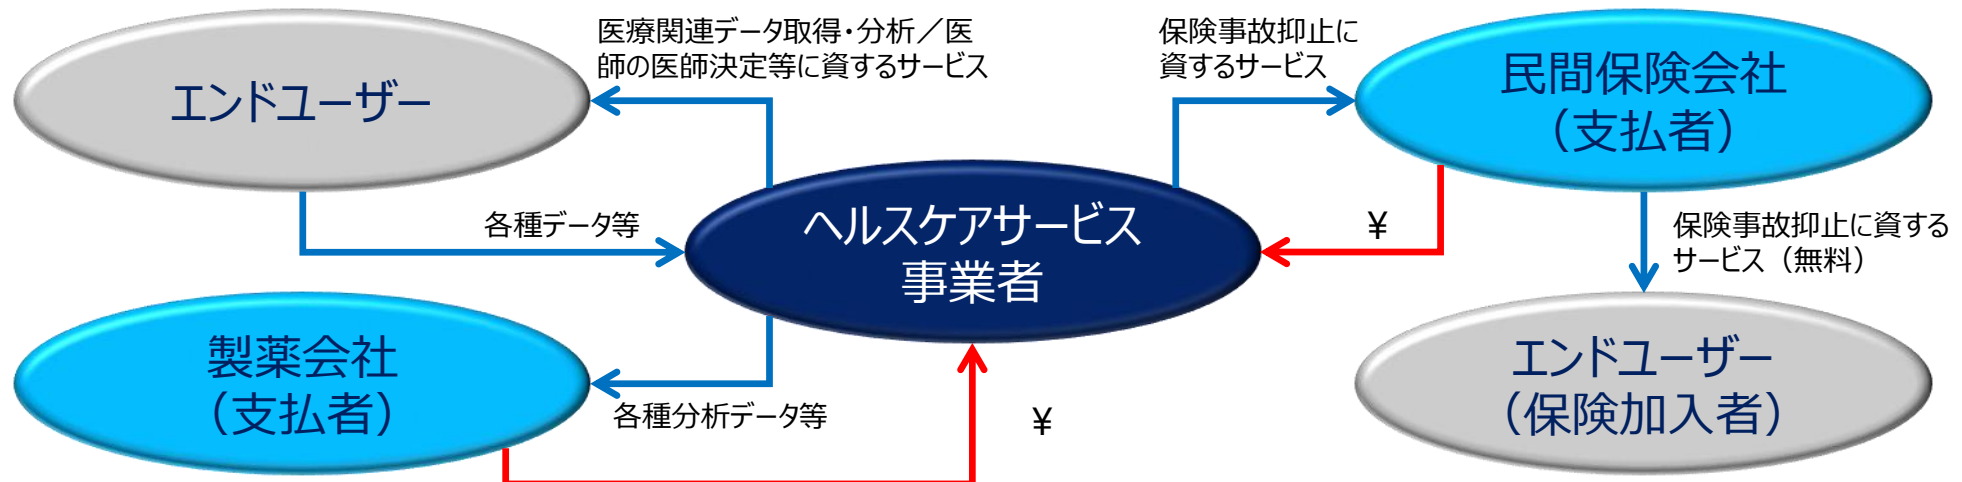 医療関連データ取得・分析／医
師の医師決定等に資するサービス
保険事故抑止に
資するサービス
エンドユーザー
民間保険会社
（支払者）
各種データ等
ヘルスケアサービス
事業者
¥
保険事故抑止に資する
サービス（無料）
製薬会社
（支払者）
各種分析データ等
¥
エンドユーザー
（保険加入者）